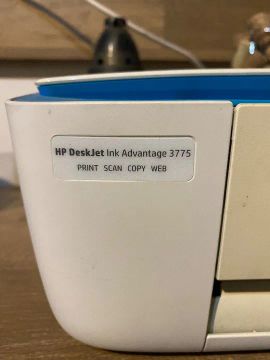 HP DeskJet Ink Advantage 3775
PRINT SCAN COPY WEB